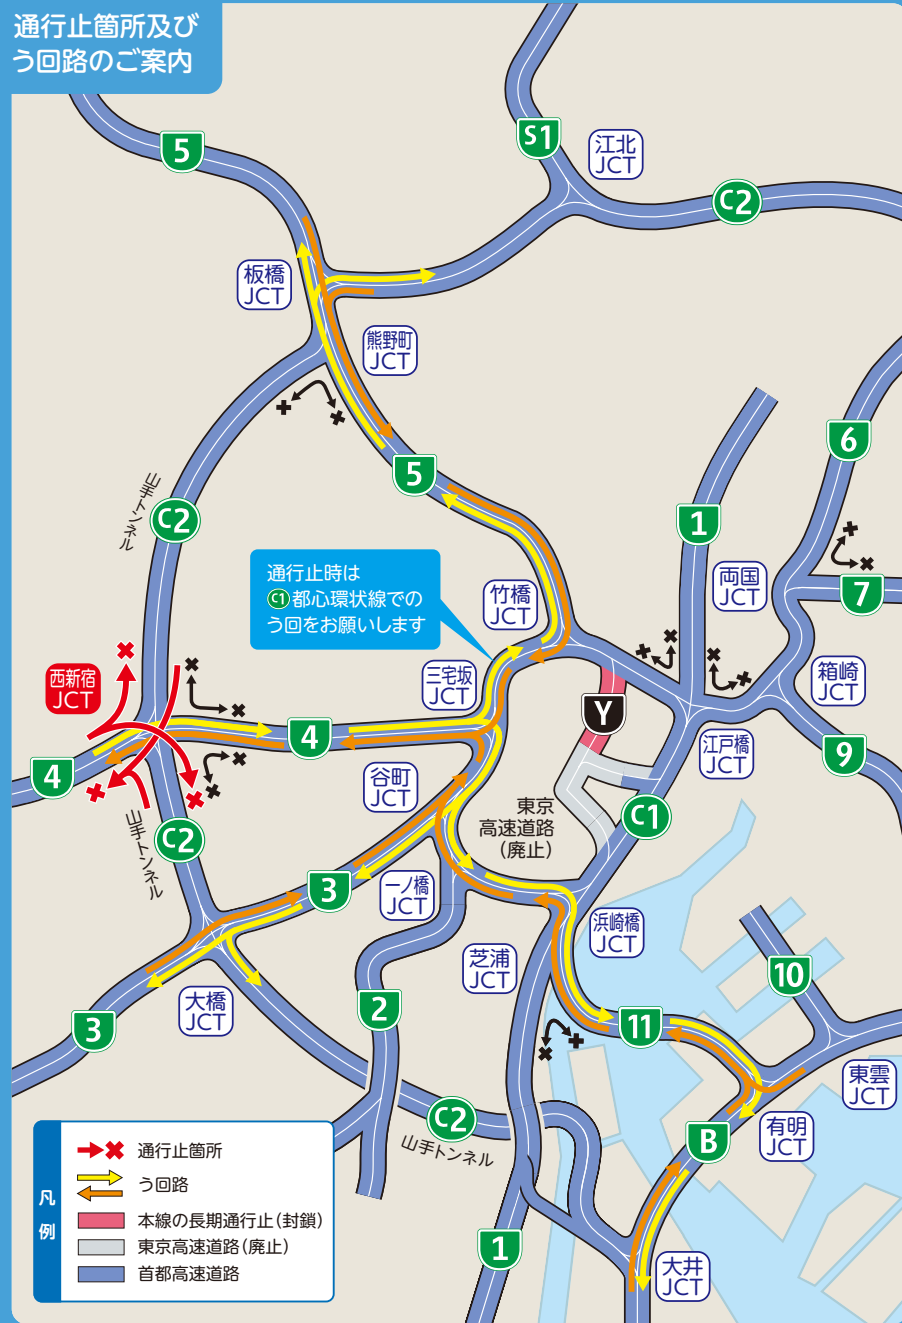 通行止箇所及び
う回路のご案内
5
S1
江北
JCT
C2
板橋
JCT
熊野町
JCT
6
5
1
C2
山手トンネル
通行止時は
C1都心環状線での
う回をお願いします
竹橋
JCT
両国
JCT
7
西新宿
JCT
三宅坂
JCT
箱崎
JCT
Y
4
4
江戸橋
JCT
9
谷町
JCT
東京
高速道路
(廃止)
C1
C2
山手トンネル
3
一ノ橋
JCT
浜崎橋
JCT
芝浦
JCT
10
大橋
JCT
2
3
11
東雲
JCT
C2
山手トンネル
有明
JCT
B
1
大井
JCT
凡例
通行止箇所
う回路
本線の長期通行止(封鎖)
東京高速道路(廃止)
首都高速道路